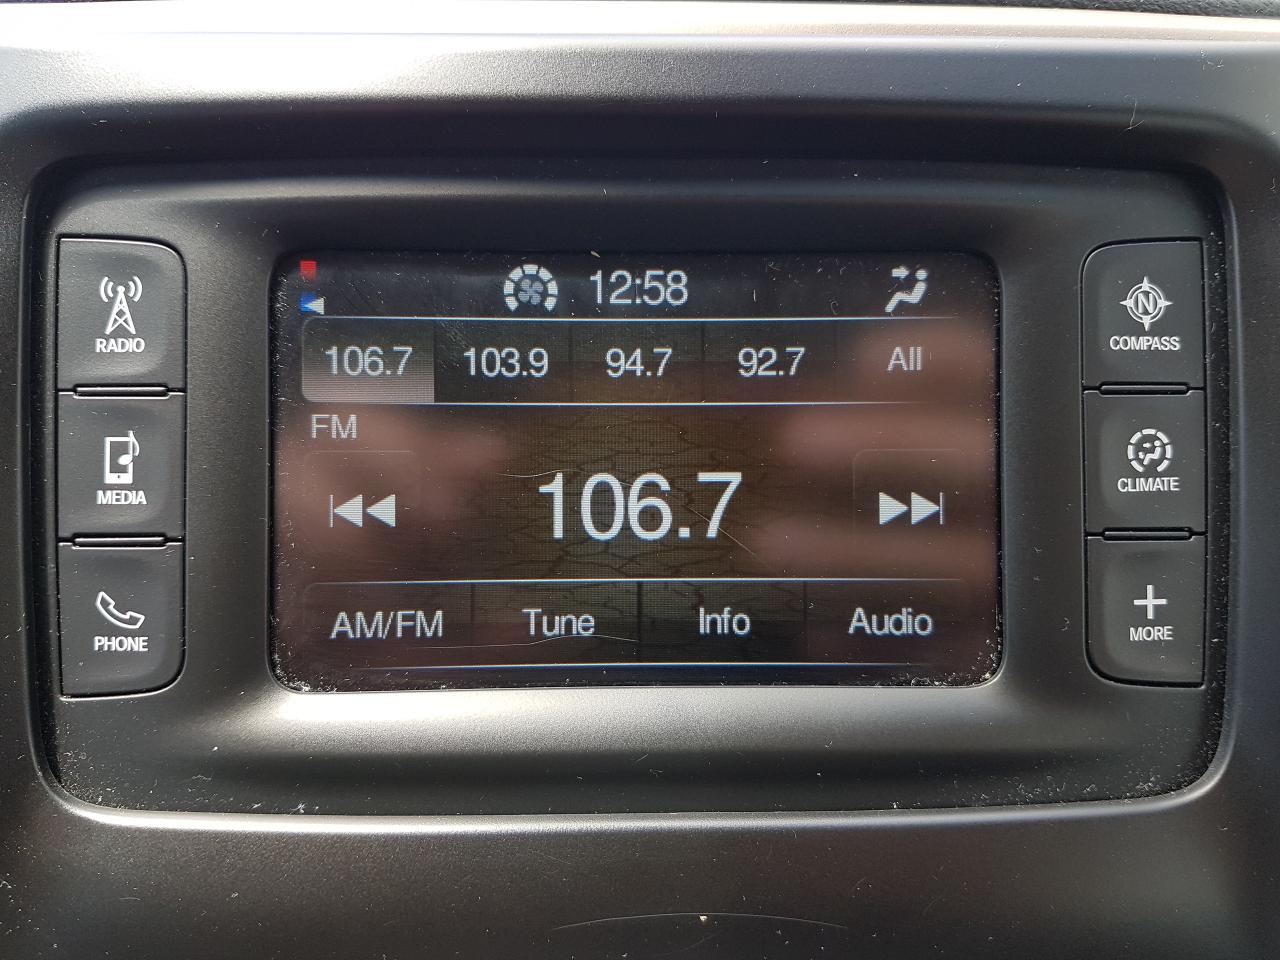 12:58
106.7 103.9 94.7 92.7 All
FM
106.7
AM/FM Tune Info Audio
RADIO
MEDIA
PHONE
N
COMPASS
CLIMATE
MORE